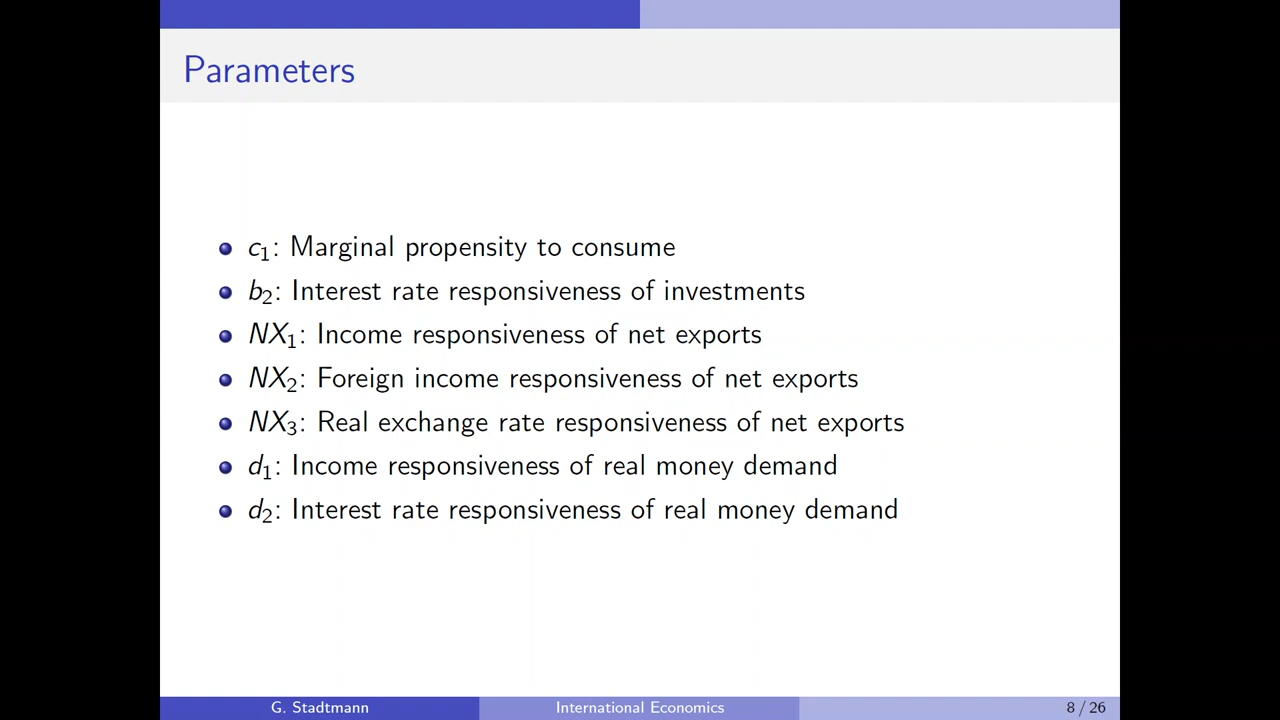 Parameters
c₁: Marginal propensity to consume
b₂: Interest rate responsiveness of investments
NX₁: Income responsiveness of net exports
NX₂: Foreign income responsiveness of net exports
NX₃: Real exchange rate responsiveness of net exports
d₁: Income responsiveness of real money demand
d₂: Interest rate responsiveness of real money demand
G. Stadtmann International Economics 8 / 26